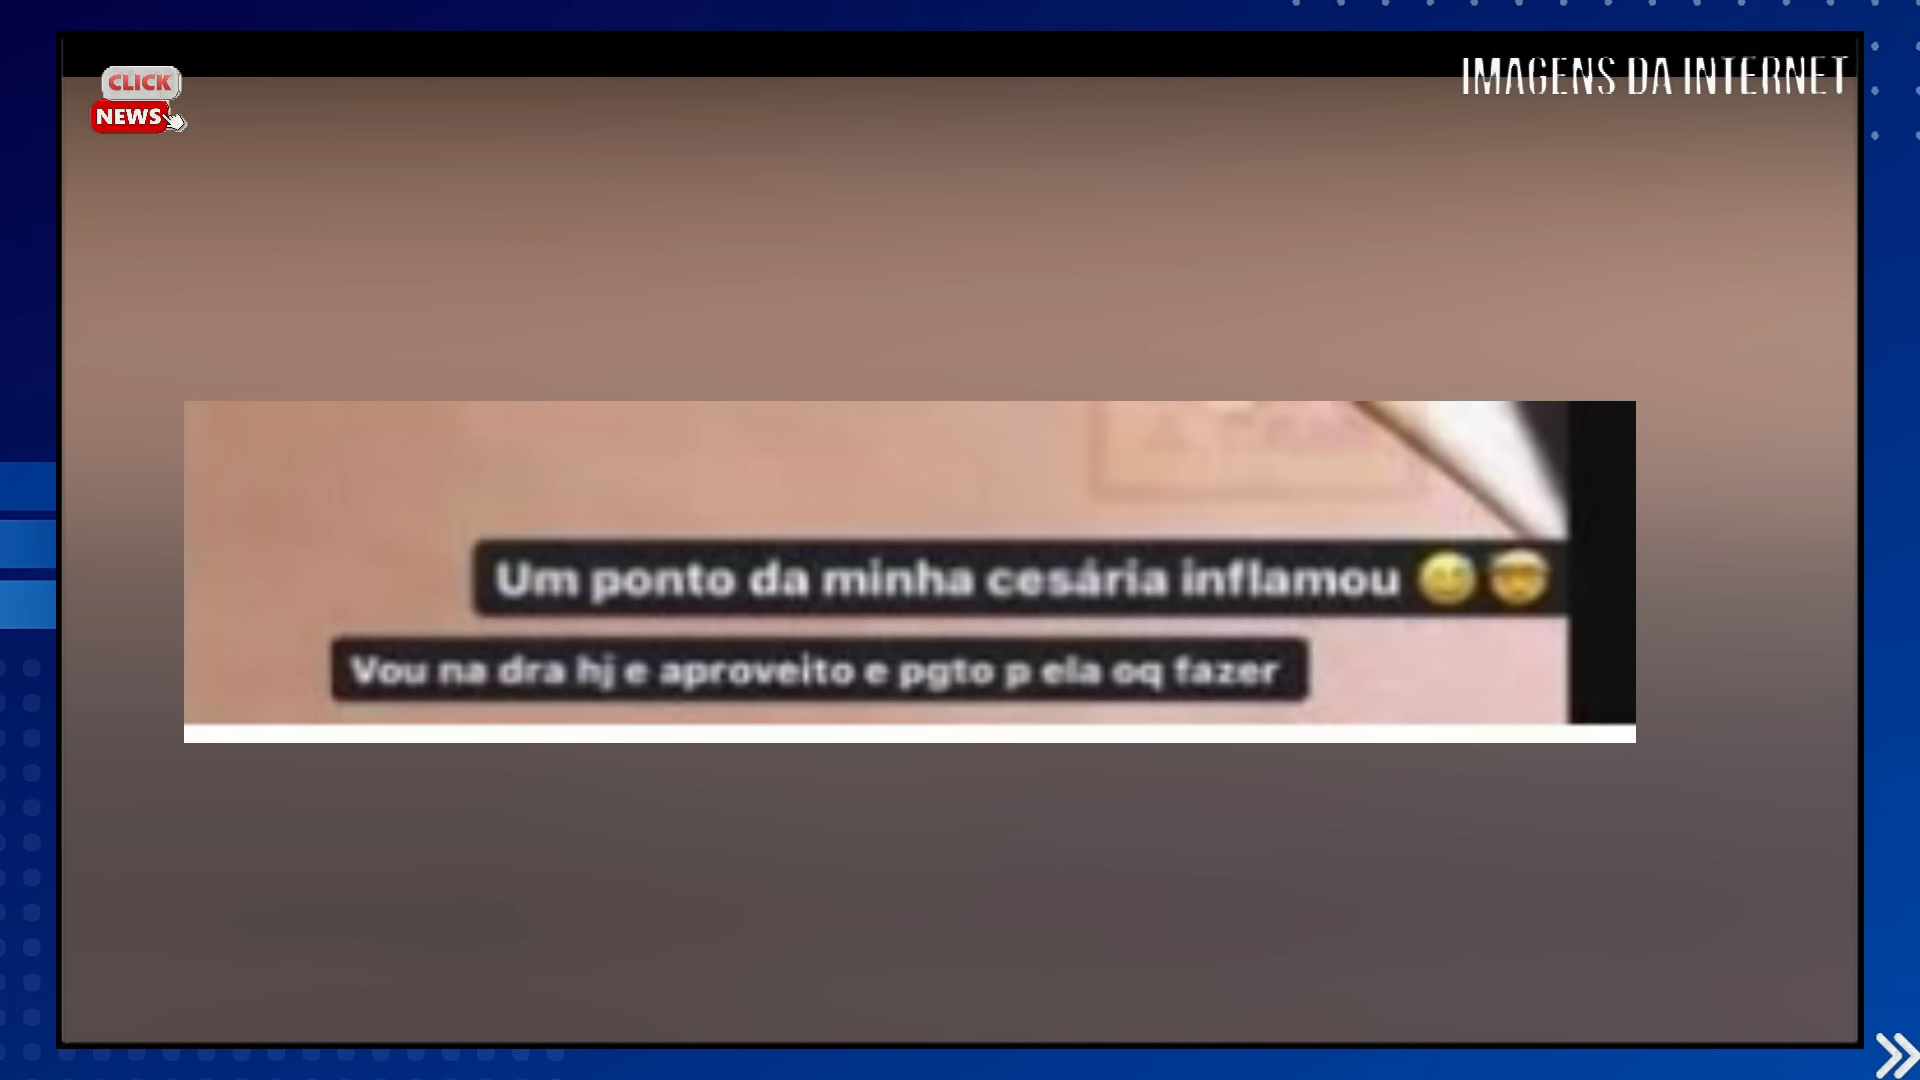 CLICK
NEWS
IMAGENS DA INTERNET
Um ponto da minha cesária inflamou 😅 🤕
Vou na dra hj e aproveito e pgto p ela oq fazer